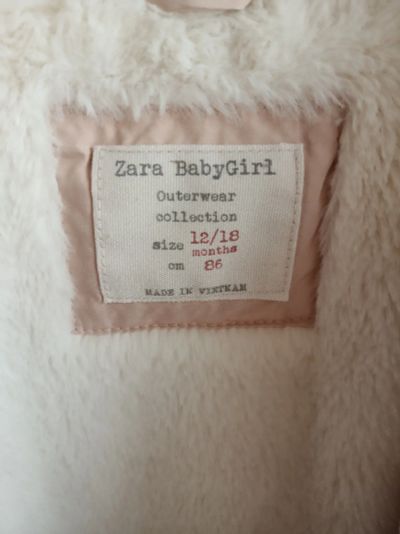 Zara BabyGirl
Outerwear
collection
size 12/18
months
cm 86
MADE IN VIETNAM